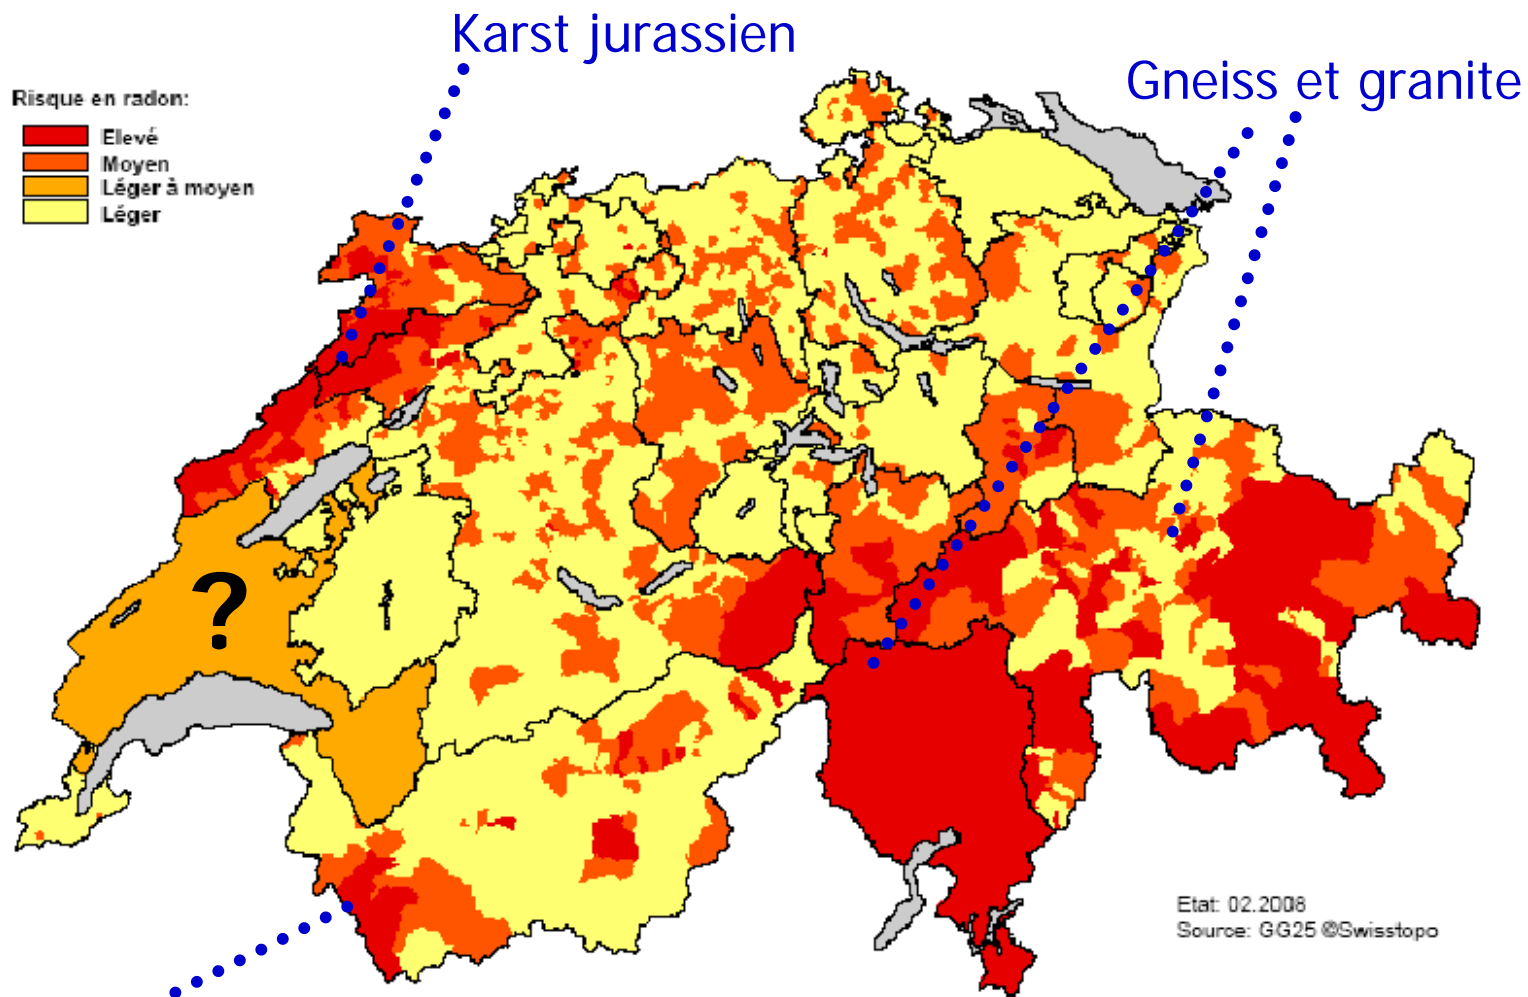 Karst jurassien
Gneiss et granite
Risque en radon:
Elevé
Moyen
Léger à moyen
Léger
?
Etat: 02.2008
Source: GG25 ©Swisstopo